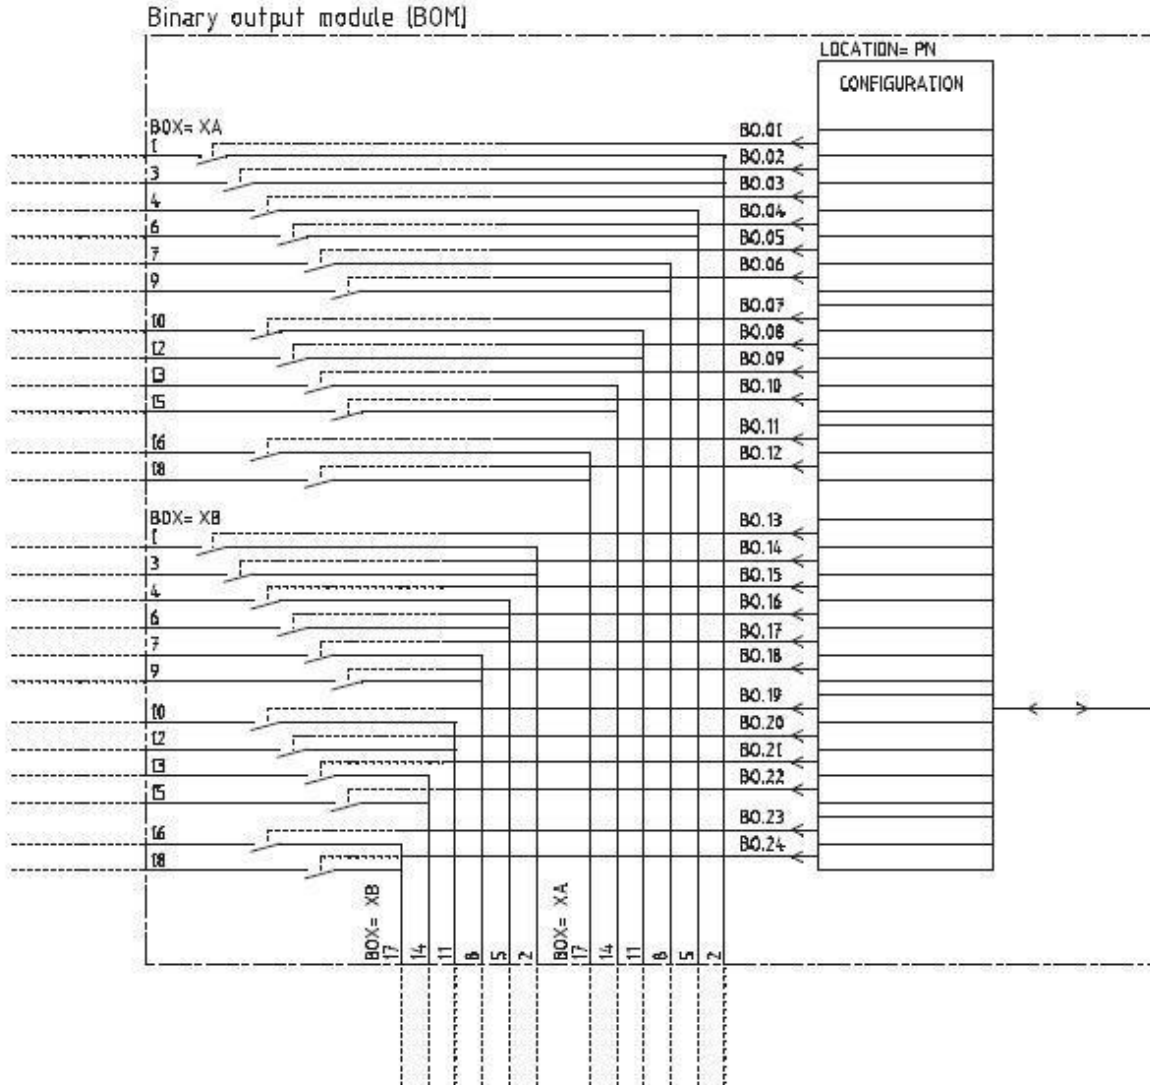 Binary output module (BOM)
LOCATION= PN
CONFIGURATION
BOX= XA
BO.01
1
BO.02
3
BO.03
4
BO.04
6
BO.05
7
BO.06
9
BO.07
10
BO.08
12
BO.09
13
BO.10
15
BO.11
16
BO.12
18
BOX= XB
BO.13
1
BO.14
3
BO.15
4
BO.16
6
BO.17
7
BO.18
9
BO.19
10
BO.20
12
BO.21
13
BO.22
15
BO.23
16
BO.24
18
BOX= XB
17
14
11
8
5
2
BOX= XA
17
14
11
8
5
2